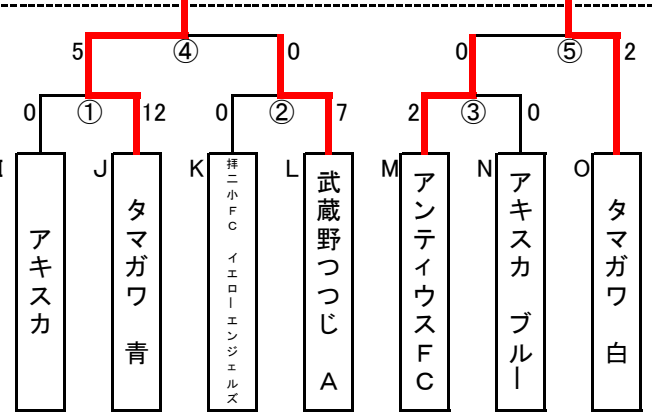 5 ④ 0 0 ⑤ 2
0 ① 12 0 ② 7 2 ③ 0
J K L M N O
アキスカ
タマガワ 青
拝二小FC イエローエンジェルズ
武蔵野つつじ A
アンティウスFC
アキスカ ブルー
タマガワ 白